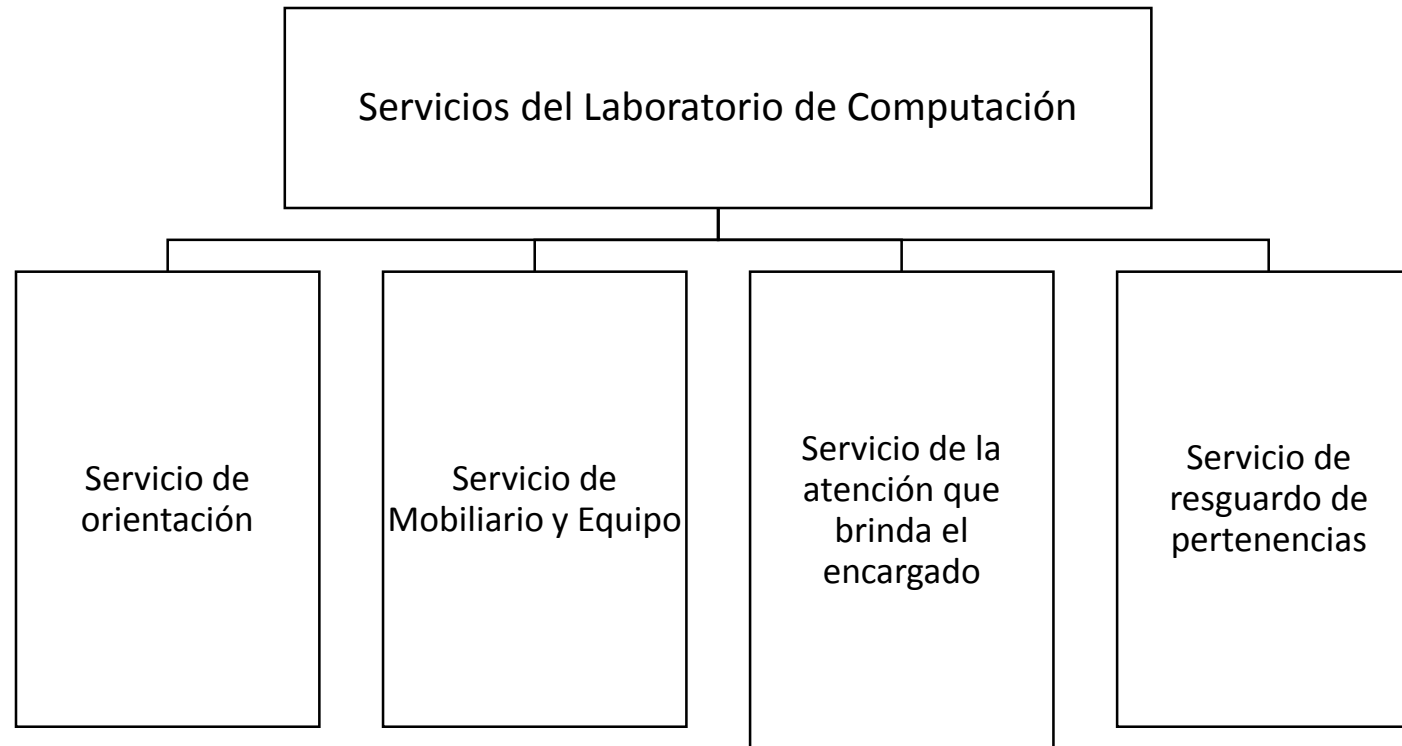 Servicios del Laboratorio de Computación
Servicio de
orientación
Servicio de
Mobiliario y Equipo
Servicio de la
atención que
brinda el
encargado
Servicio de
resguardo de
pertenencias